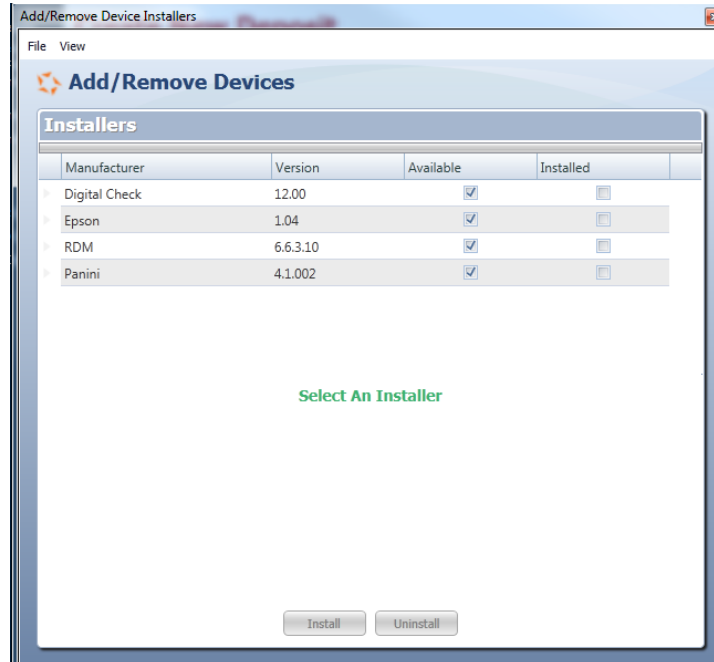 Add/Remove Device Installers
File View
Add/Remove Devices
Installers
Manufacturer Version Available Installed
Digital Check 12.00
Epson 1.04
RDM 6.6.3.10
Panini 4.1.002
Select An Installer
Install Uninstall